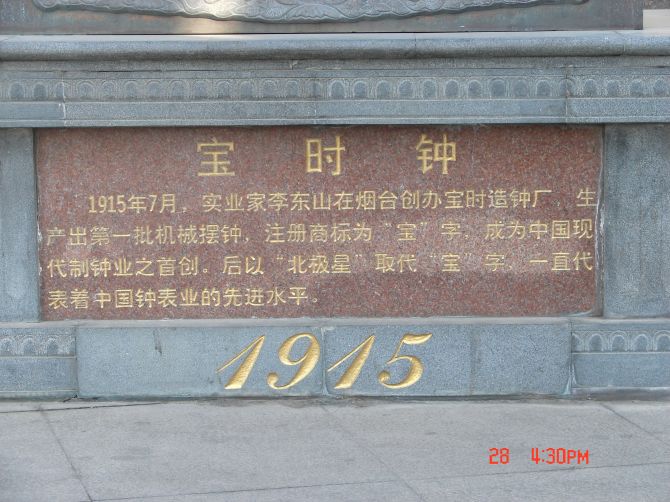 宝时钟
1915年7月，实业家李东山在烟台创办宝时造钟厂，生
产出第一批机械摆钟，注册商标为“宝”字，成为中国现
代制钟业之首创。后以“北极星”取代“宝”字，一直代
表着中国钟表业的先进水平。
1915
28 4:30PM